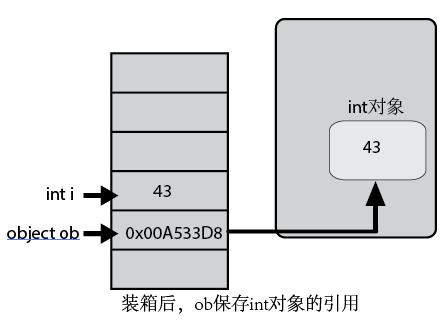 int对象
43
int i
43
object ob
0x00A533D8
装箱后，ob保存int对象的引用